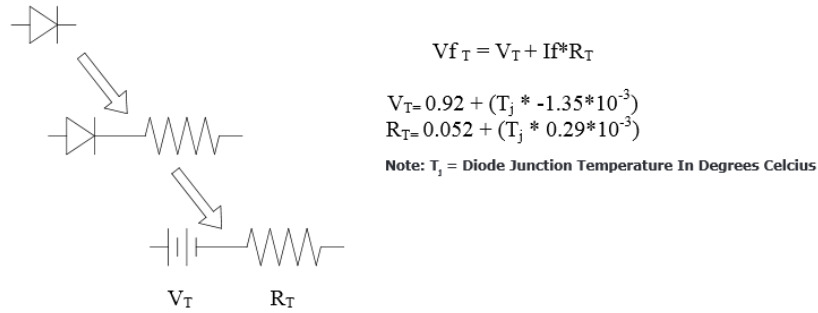 Vf T = VT + If*RT
VT= 0.92 + (Tj * -1.35*10-3)
RT= 0.052 + (Tj * 0.29*10-3)
Note: Tj = Diode Junction Temperature In Degrees Celcius
VT RT